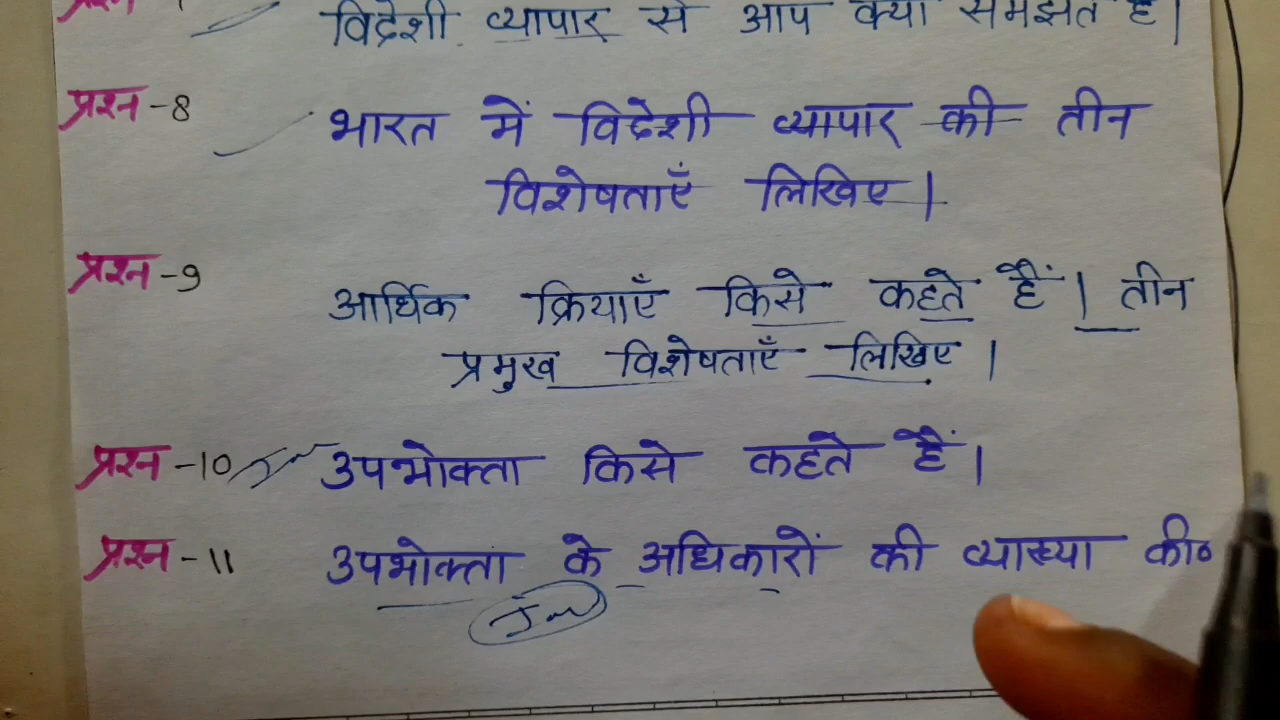 विदेशी व्यापार से आप क्या समझते हैं।
प्रश्न -8 भारत में विदेशी व्यापार की तीन
विशेषताएँ लिखिए।
प्रश्न -9 आर्थिक क्रियाएँ किसे कहते हैं। तीन
प्रमुख विशेषताएँ लिखिए।
प्रश्न -10 उपभोक्ता किसे कहते हैं।
प्रश्न -11 उपभोक्ता के अधिकारों की व्याख्या की०